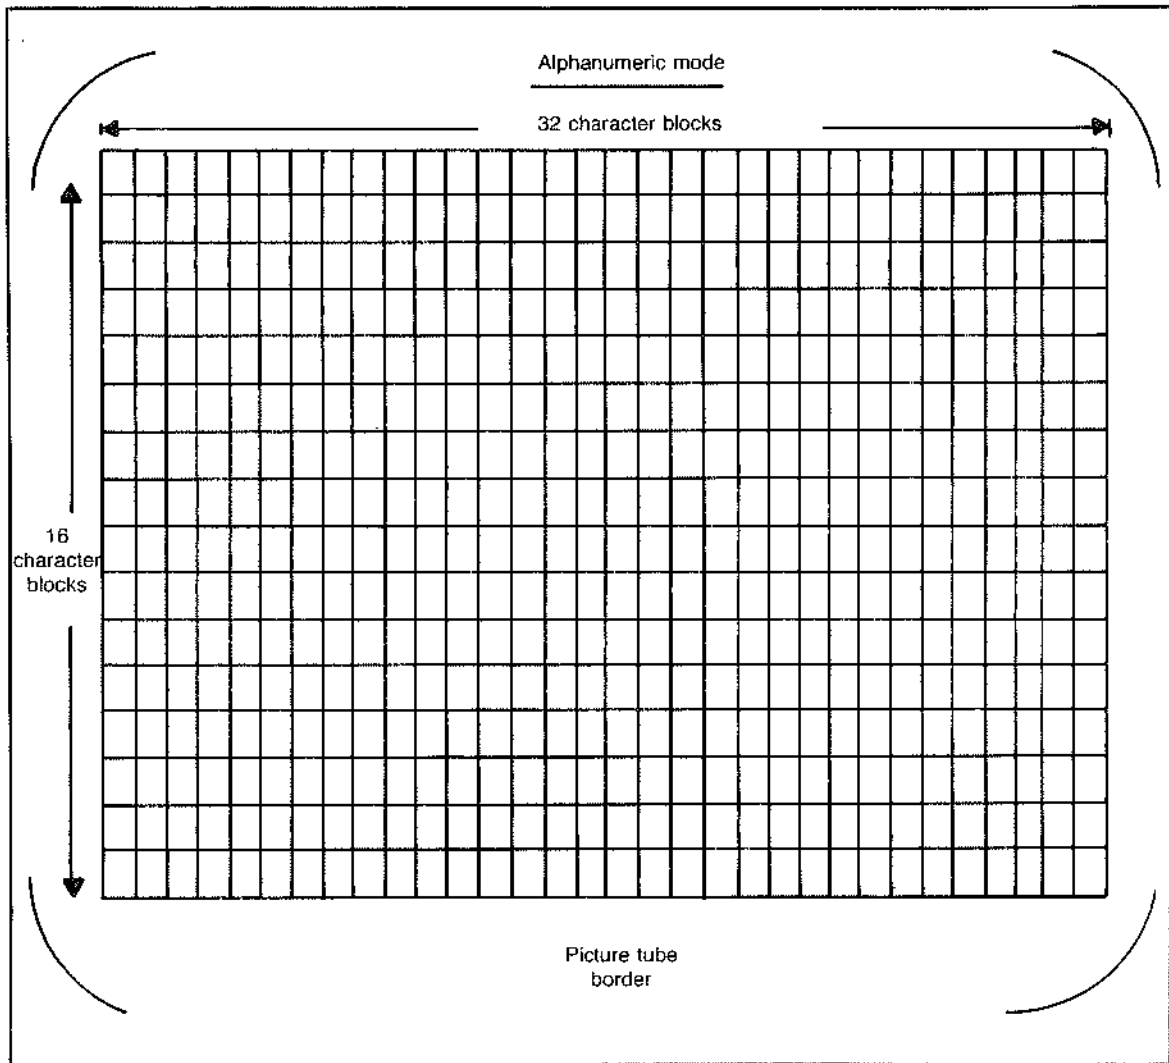 Alphanumeric mode
32 character blocks
16
character
blocks
Picture tube
border